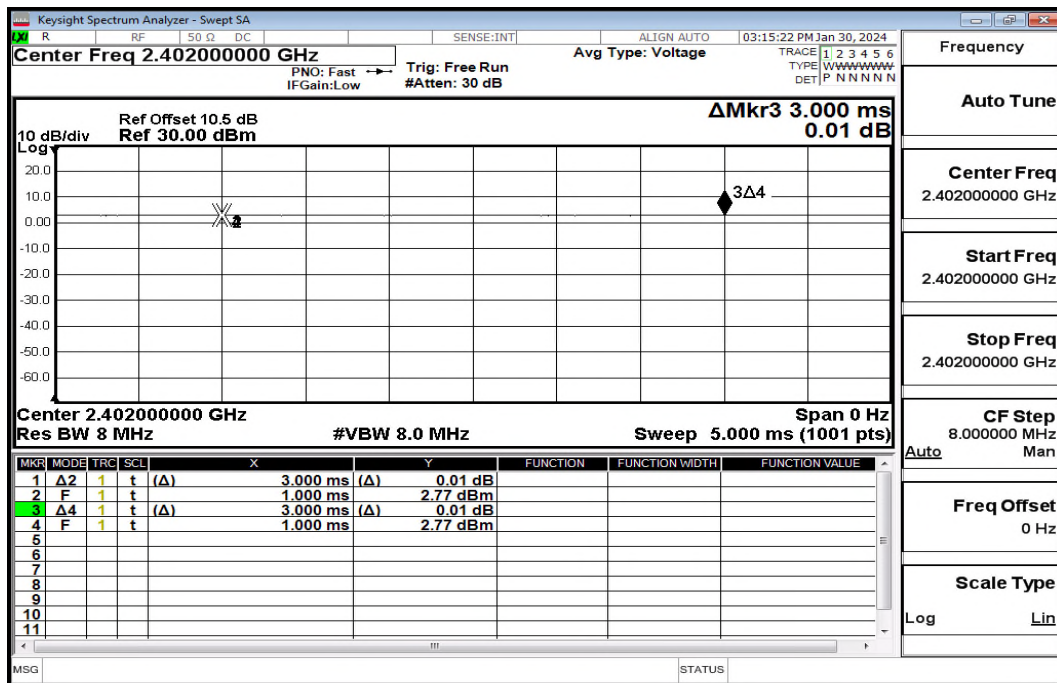 Keysight Spectrum Analyzer - Swept SA
LXI R RF 50 Ω DC SENSE:INT ALIGN AUTO 03:15:22 PM Jan 30, 2024
Center Freq 2.402000000 GHz
PNO: Fast
IFGain:Low
Trig: Free Run
#Atten: 30 dB
Avg Type: Voltage
TRACE 1 2 3 4 5 6
TYPE WWWWWW
DET P N N N N N
ΔMkr3 3.000 ms
0.01 dB
Ref Offset 10.5 dB
10 dB/div Ref 30.00 dBm
Log
20.0
10.0
0.00
-10.0
-20.0
-30.0
-40.0
-50.0
-60.0
3Δ4
Center 2.402000000 GHz Span 0 Hz
Res BW 8 MHz #VBW 8.0 MHz Sweep 5.000 ms (1001 pts)
MKR MODE TRC SCL X Y FUNCTION FUNCTION WIDTH FUNCTION VALUE
1 Δ2 1 t (Δ) 3.000 ms (Δ) 0.01 dB
2 F 1 t 1.000 ms 2.77 dBm
3 Δ4 1 t (Δ) 3.000 ms (Δ) 0.01 dB
4 F 1 t 1.000 ms 2.77 dBm
5
6
7
8
9
10
11
MSG STATUS
Frequency
Auto Tune
Center Freq
2.402000000 GHz
Start Freq
2.402000000 GHz
Stop Freq
2.402000000 GHz
CF Step
8.000000 MHz
Auto Man
Freq Offset
0 Hz
Scale Type
Log Lin